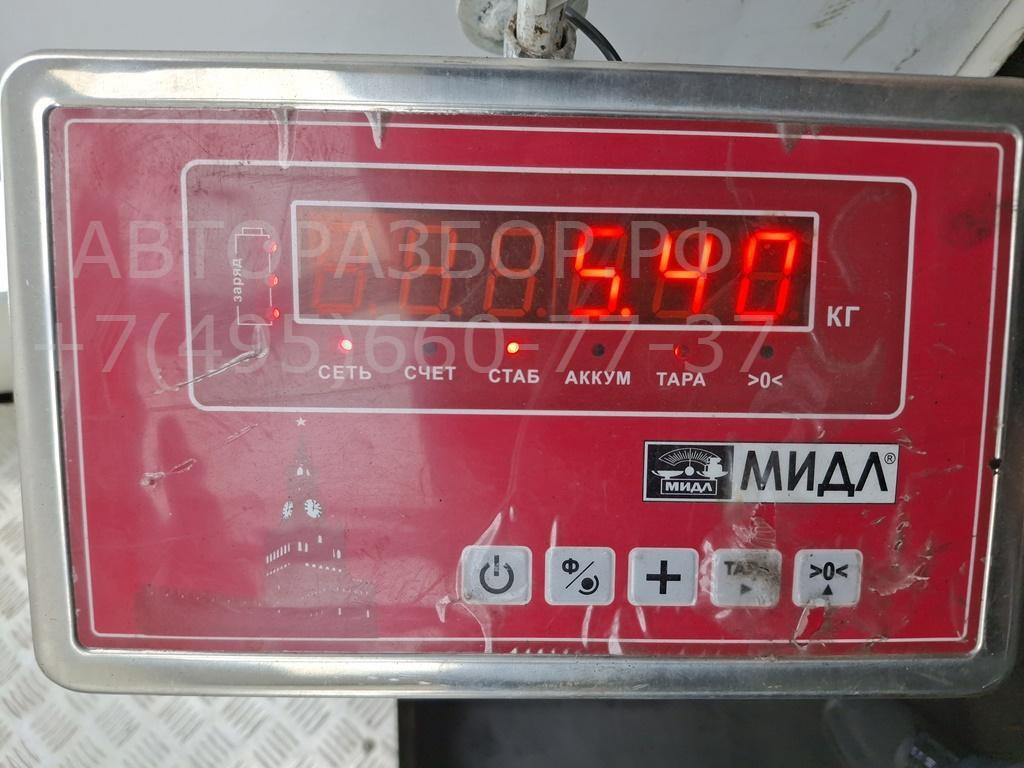 АВТОРАЗБОР.РФ
+7(495)660-77-37
заряд
5.40
КГ
СЕТЬ СЧЕТ СТАБ АККУМ ТАРА >0<
МИДЛ МИДЛ®
Ф/ + ТАРА >0<